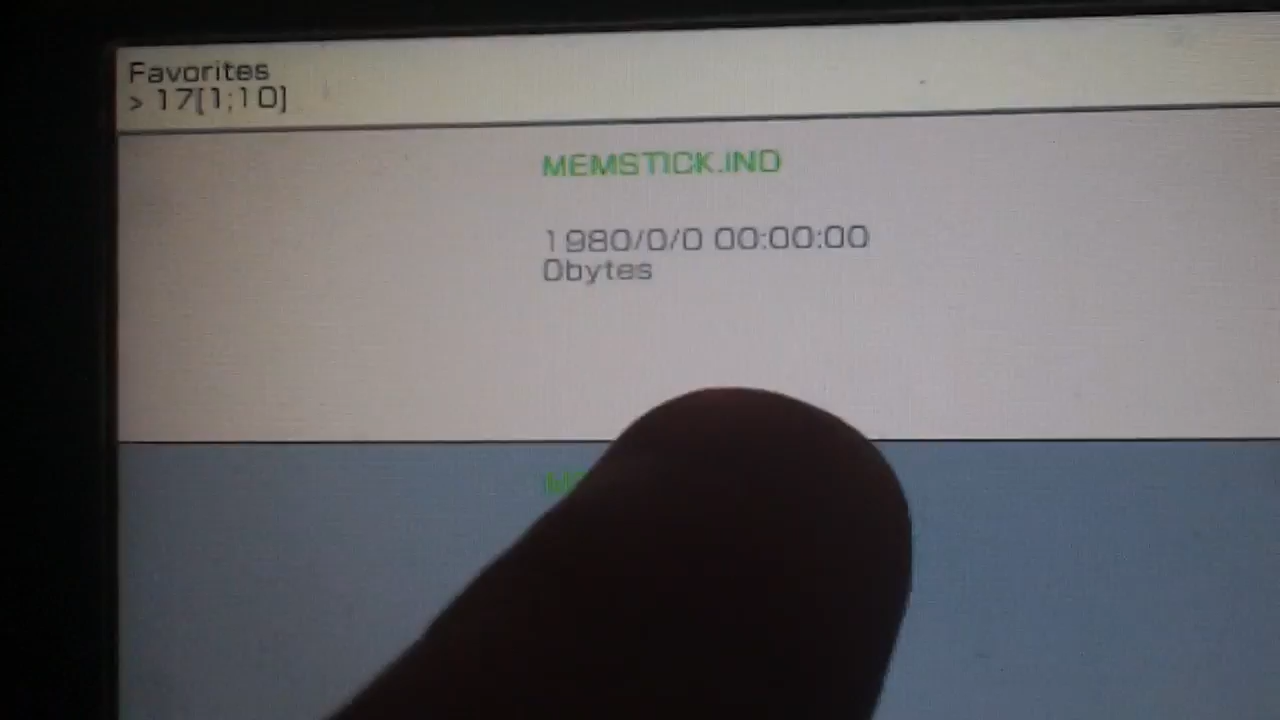 Favorites
> 17[1;10]
MEMSTICK.IND
1980/0/0 00:00:00
0bytes